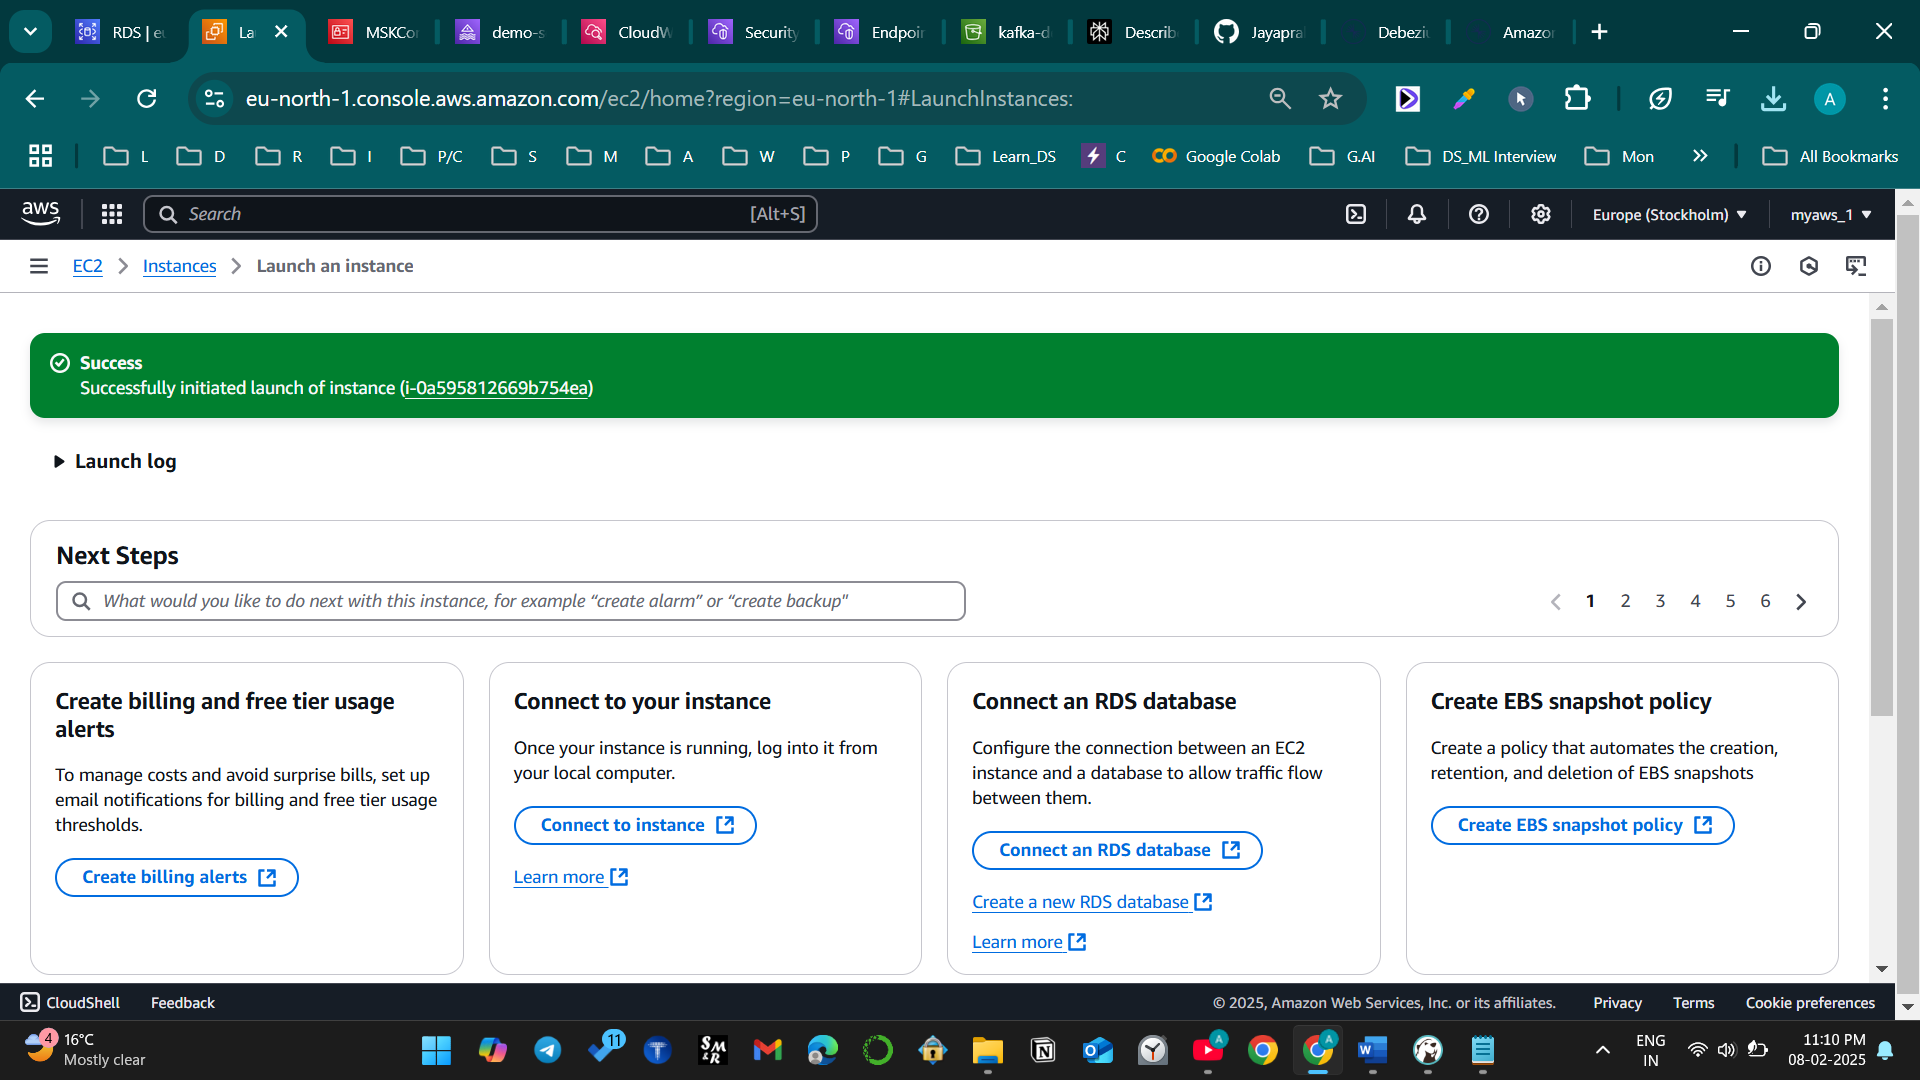 RDS | eu
La
MSKCo
demo-s
CloudW
Security
Endpoin
kafka-d
Describ
Jayapral
Debeziu
Amazon
eu-north-1.console.aws.amazon.com/ec2/home?region=eu-north-1#LaunchInstances:
A
L
D
R
I
P/C
S
M
A
W
P
G
Learn_DS
C
Google Colab
G.AI
DS_ML Interview
Mon
All Bookmarks
aws
Search
[Alt+S]
Europe (Stockholm)
myaws_1
EC2
Instances
Launch an instance
Success
Successfully initiated launch of instance (i-0a595812669b754ea)
Launch log
Next Steps
What would you like to do next with this instance, for example “create alarm” or “create backup"
1 2 3 4 5 6
Create billing and free tier usage
alerts
To manage costs and avoid surprise bills, set up
email notifications for billing and free tier usage
thresholds.
Create billing alerts
Connect to your instance
Once your instance is running, log into it from
your local computer.
Connect to instance
Learn more
Connect an RDS database
Configure the connection between an EC2
instance and a database to allow traffic flow
between them.
Connect an RDS database
Create a new RDS database
Learn more
Create EBS snapshot policy
Create a policy that automates the creation,
retention, and deletion of EBS snapshots
Create EBS snapshot policy
CloudShell
Feedback
© 2025, Amazon Web Services, Inc. or its affiliates.
Privacy
Terms
Cookie preferences
4
16°C
Mostly clear
11
T
SM
&R
A
A
ENG
IN
11:10 PM
08-02-2025